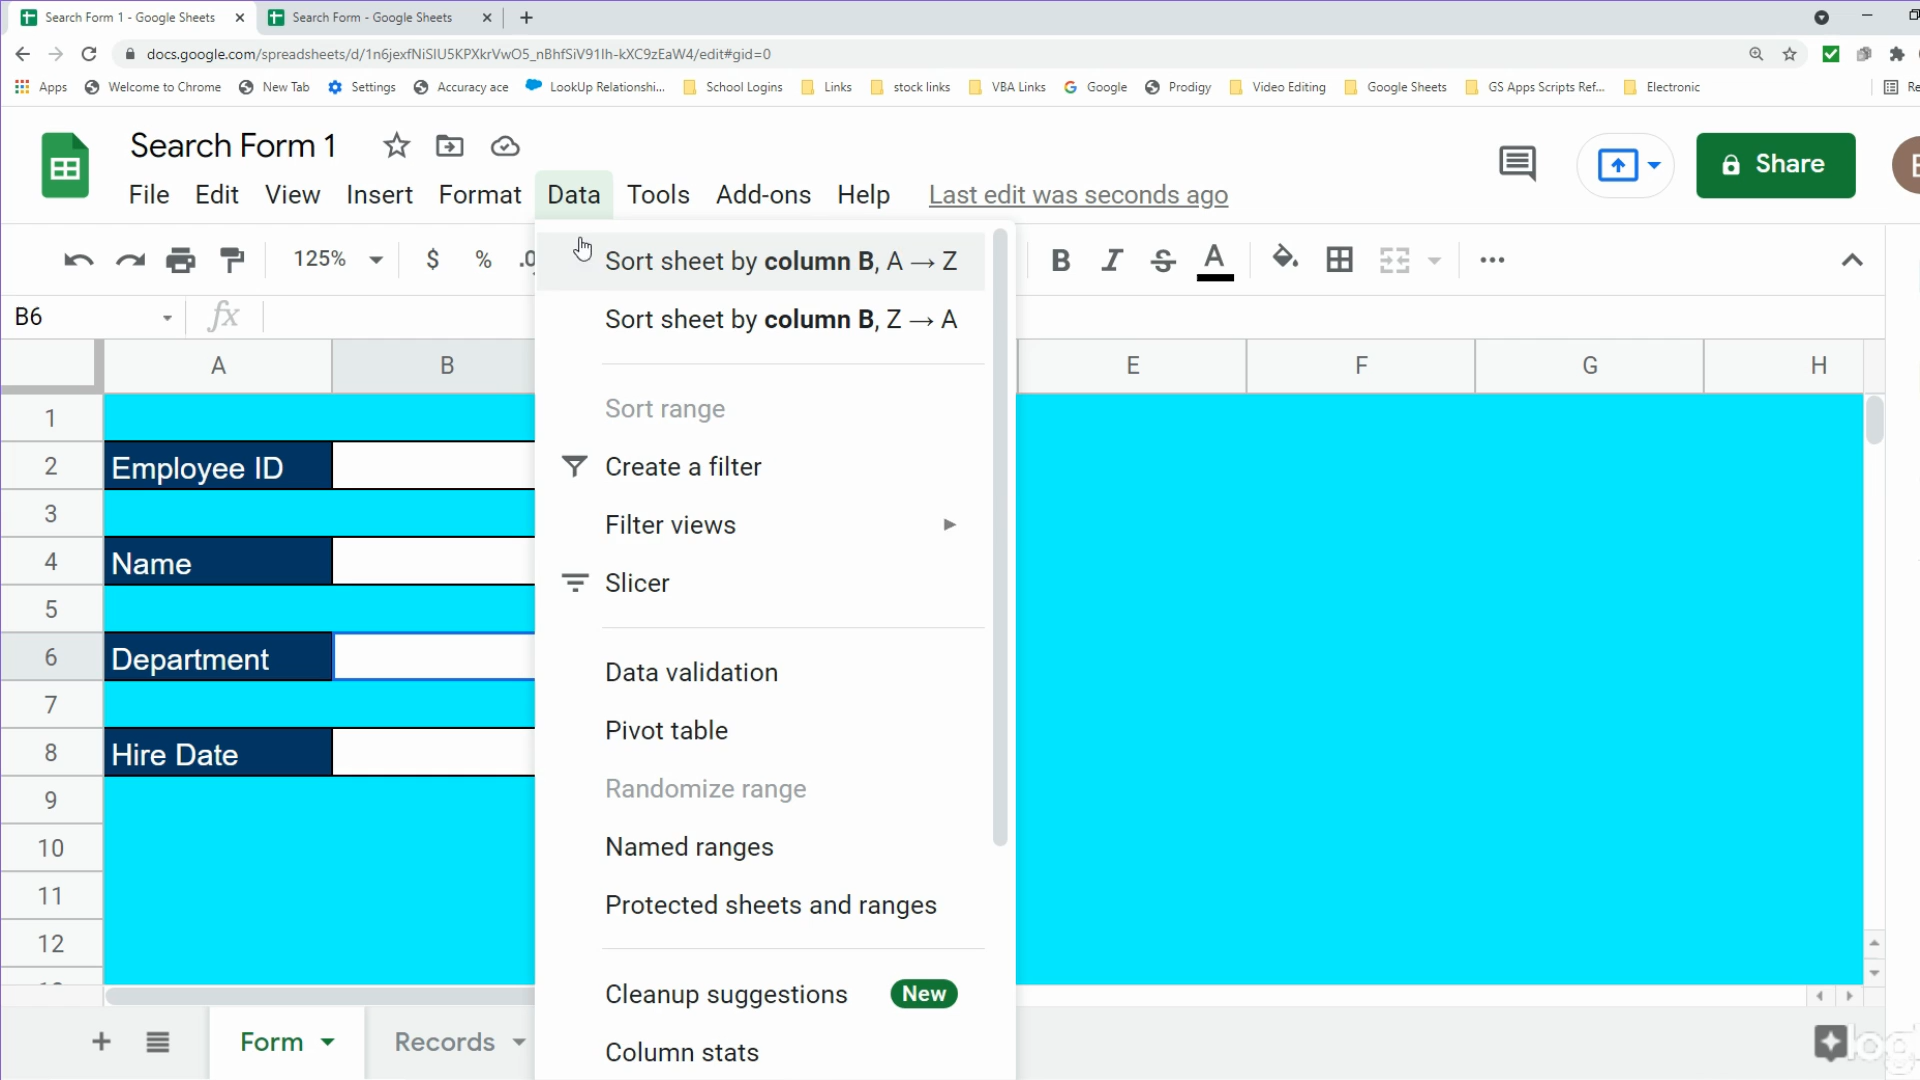 Search Form 1 - Google Sheets
Search Form - Google Sheets
docs.google.com/spreadsheets/d/1n6jexfNiSIU5KPXkrVwO5_nBhfSiV91Ih-kXC9zEaW4/edit#gid=0
Apps Welcome to Chrome New Tab Settings Accuracy ace LookUp Relationshi... School Logins Links stock links VBA Links Google Prodigy Video Editing Google Sheets GS Apps Scripts Ref... Electronic Re
Search Form 1
Share
File Edit View Insert Format Data Tools Add-ons Help Last edit was seconds ago
125% $ % .0 B I S A
B6 fx
A B E F G H
1
2 Employee ID
3
4 Name
5
6 Department
7
8 Hire Date
9
10
11
12
Sort sheet by column B, A → Z
Sort sheet by column B, Z → A
Sort range
Create a filter
Filter views
Slicer
Data validation
Pivot table
Randomize range
Named ranges
Protected sheets and ranges
Cleanup suggestions New
Column stats
Form Records